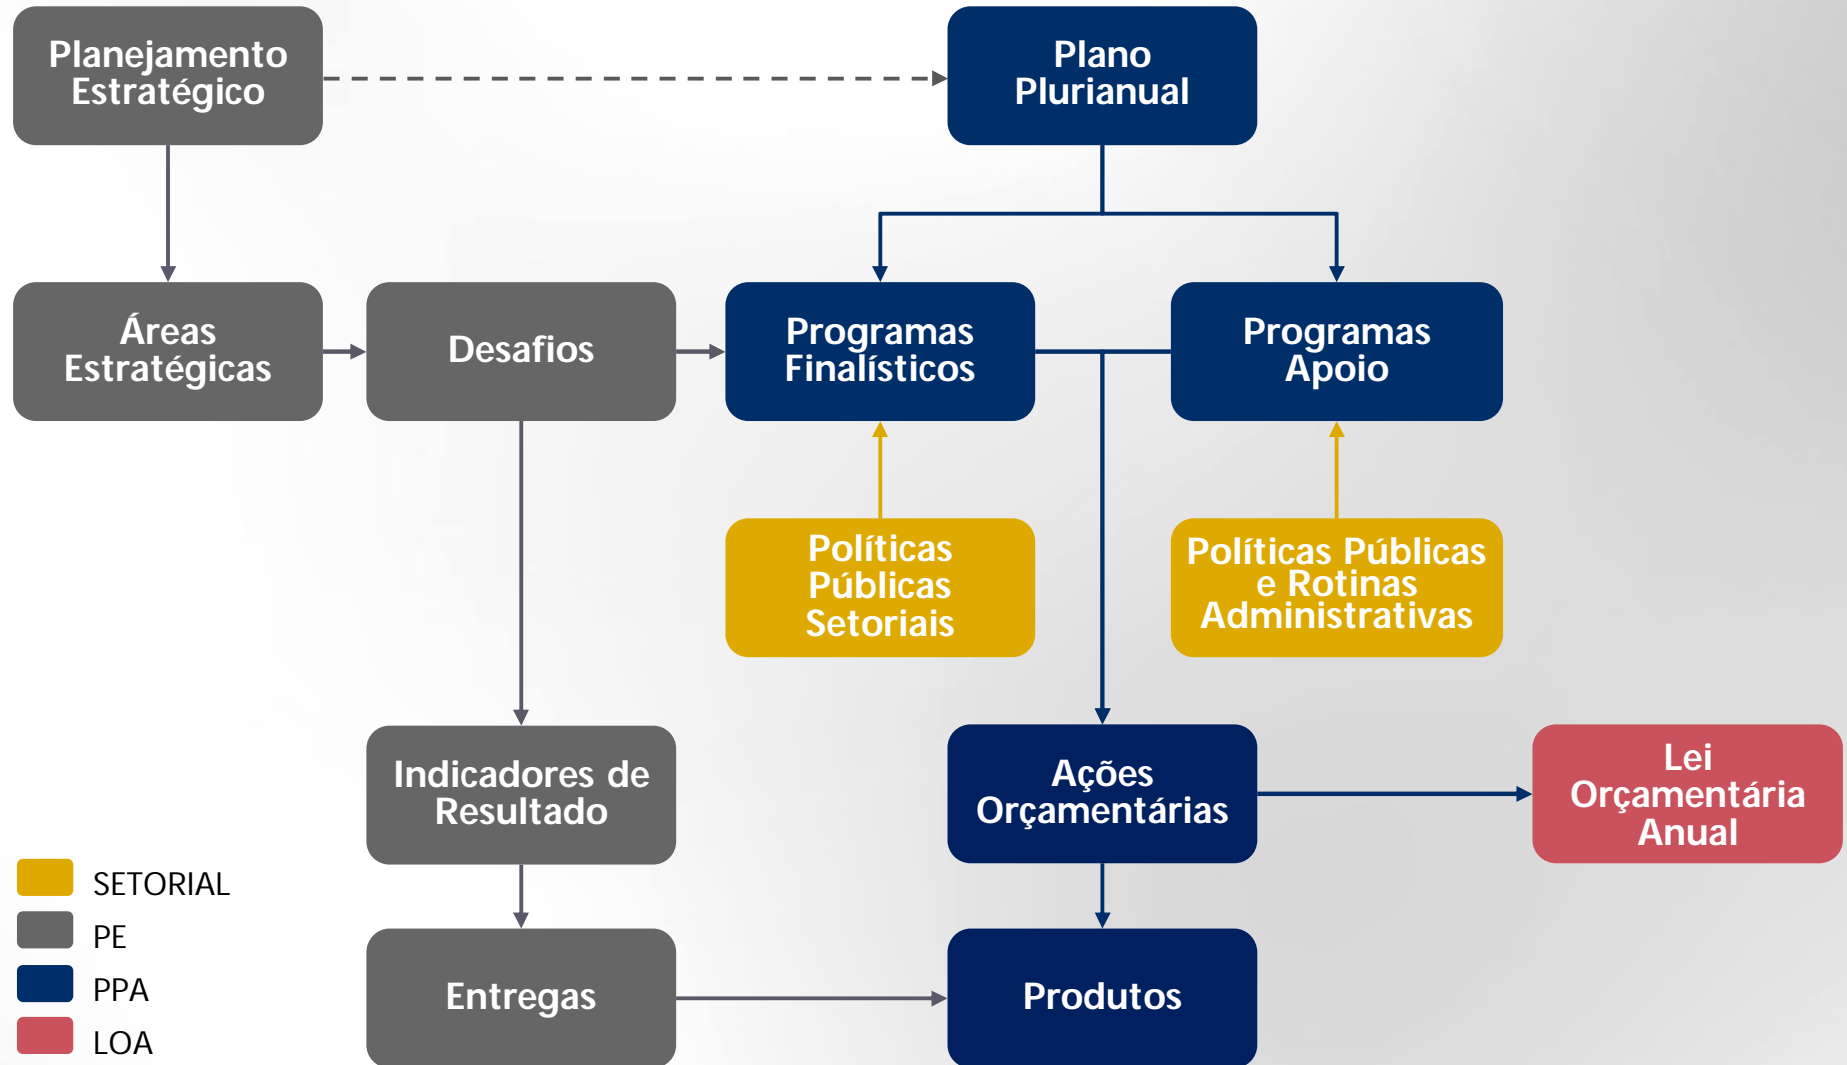 Planejamento
Estratégico
Plano
Plurianual
Áreas
Estratégicas
Desafios
Programas
Finalísticos
Programas
Apoio
Políticas
Públicas
Setoriais
Políticas Públicas
e Rotinas
Administrativas
Indicadores de
Resultado
Ações
Orçamentárias
Lei
Orçamentária
Anual
Entregas
Produtos
SETORIAL
PE
PPA
LOA